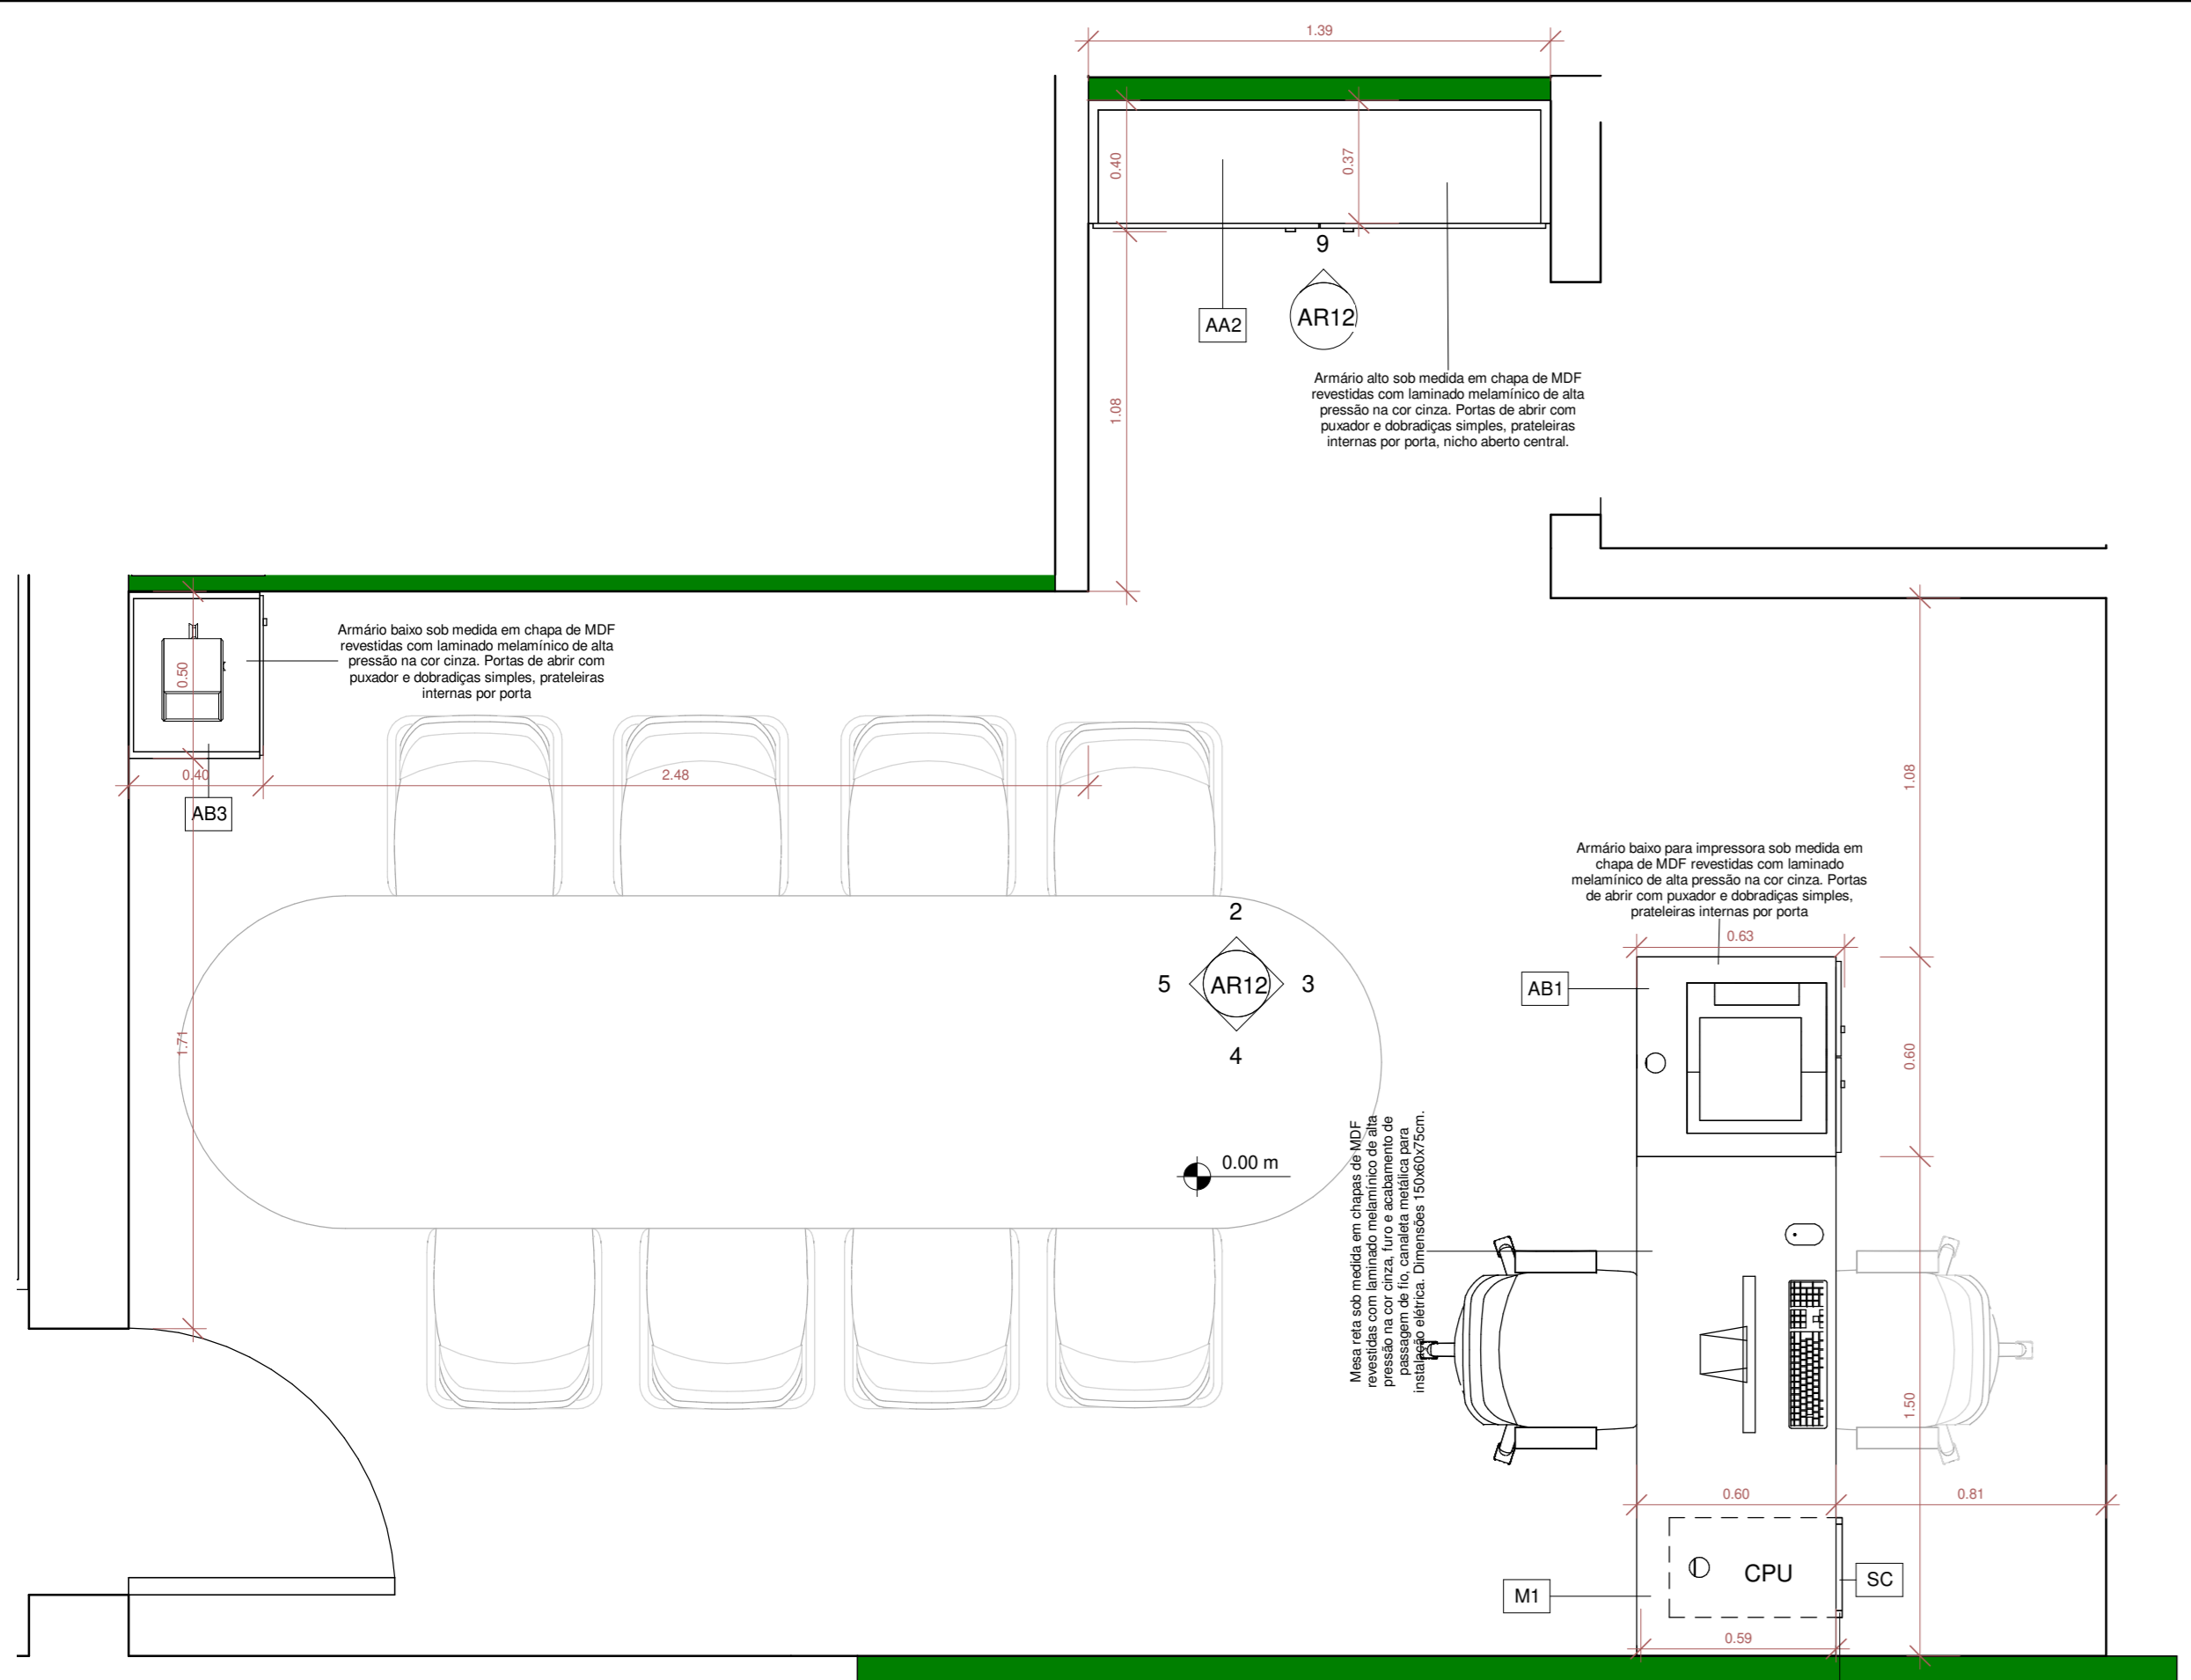 1.39
0.40
0.37
9
AR12
AA2
Armário alto sob medida em chapa de MDF
revestidas com laminado melamínico de alta
pressão na cor cinza. Portas de abrir com
puxador e dobradiças simples, prateleiras
internas por porta, nicho aberto central.
1.08
Armário baixo sob medida em chapa de MDF
revestidas com laminado melamínico de alta
pressão na cor cinza. Portas de abrir com
puxador e dobradiças simples, prateleiras
internas por porta
0.50
0.40
2.48
AB3
1.08
Armário baixo para impressora sob medida em
chapa de MDF revestidas com laminado
melamínico de alta pressão na cor cinza. Portas
de abrir com puxador e dobradiças simples,
prateleiras internas por porta
0.63
2
5
AR12
3
4
AB1
1.71
0.60
0.00 m
Mesa reta sob medida em chapas de MDF
revestidas com laminado melamínico de alta
pressão na cor cinza, furo e acabamento de
passagem de fio, canaleta metálica para
instalação elétrica. Dimensões 150x60x75cm.
1.50
0.60
0.81
CPU
SC
M1
0.59